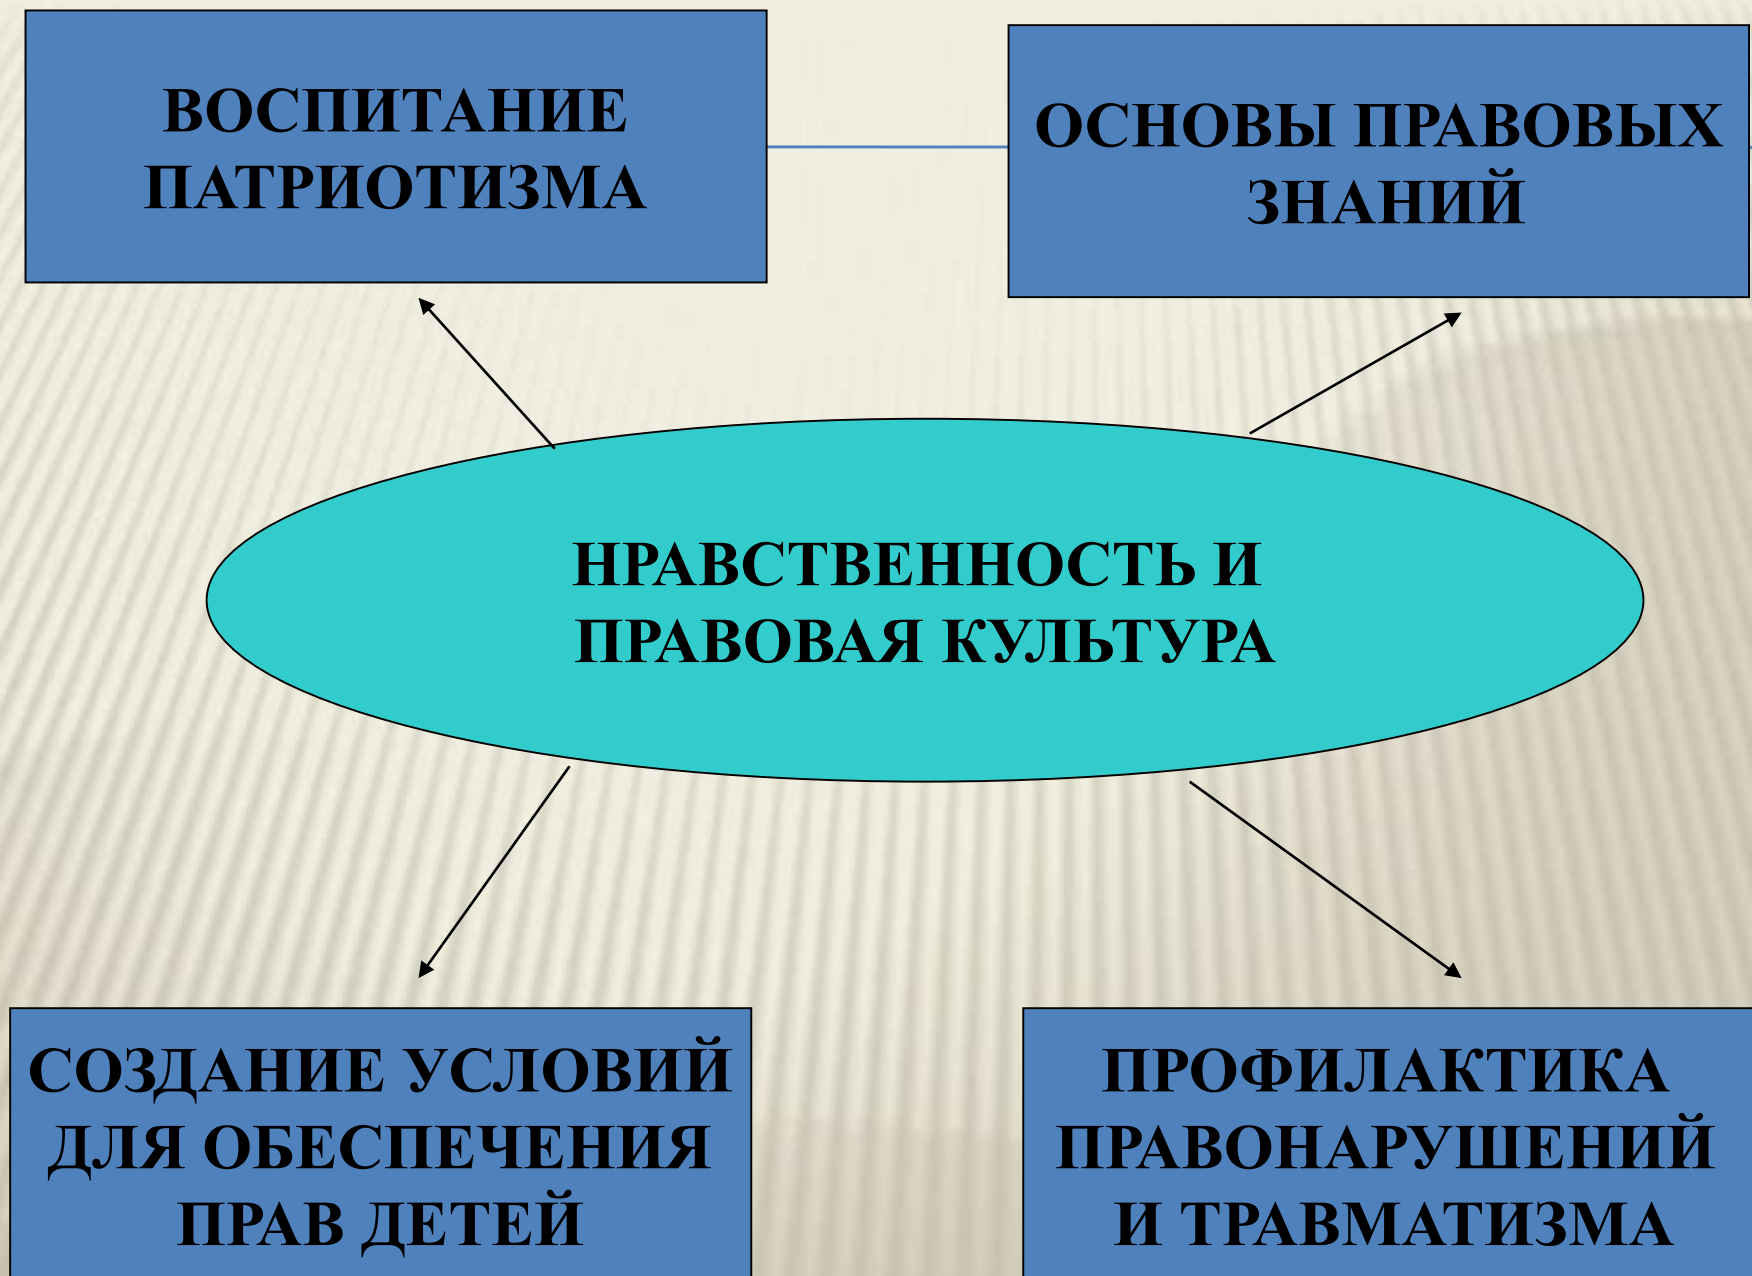 ВОСПИТАНИЕ
ПАТРИОТИЗМА
ОСНОВЫ ПРАВОВЫХ
ЗНАНИЙ
НРАВСТВЕННОСТЬ И
ПРАВОВАЯ КУЛЬТУРА
СОЗДАНИЕ УСЛОВИЙ
ДЛЯ ОБЕСПЕЧЕНИЯ
ПРАВ ДЕТЕЙ
ПРОФИЛАКТИКА
ПРАВОНАРУШЕНИЙ
И ТРАВМАТИЗМА